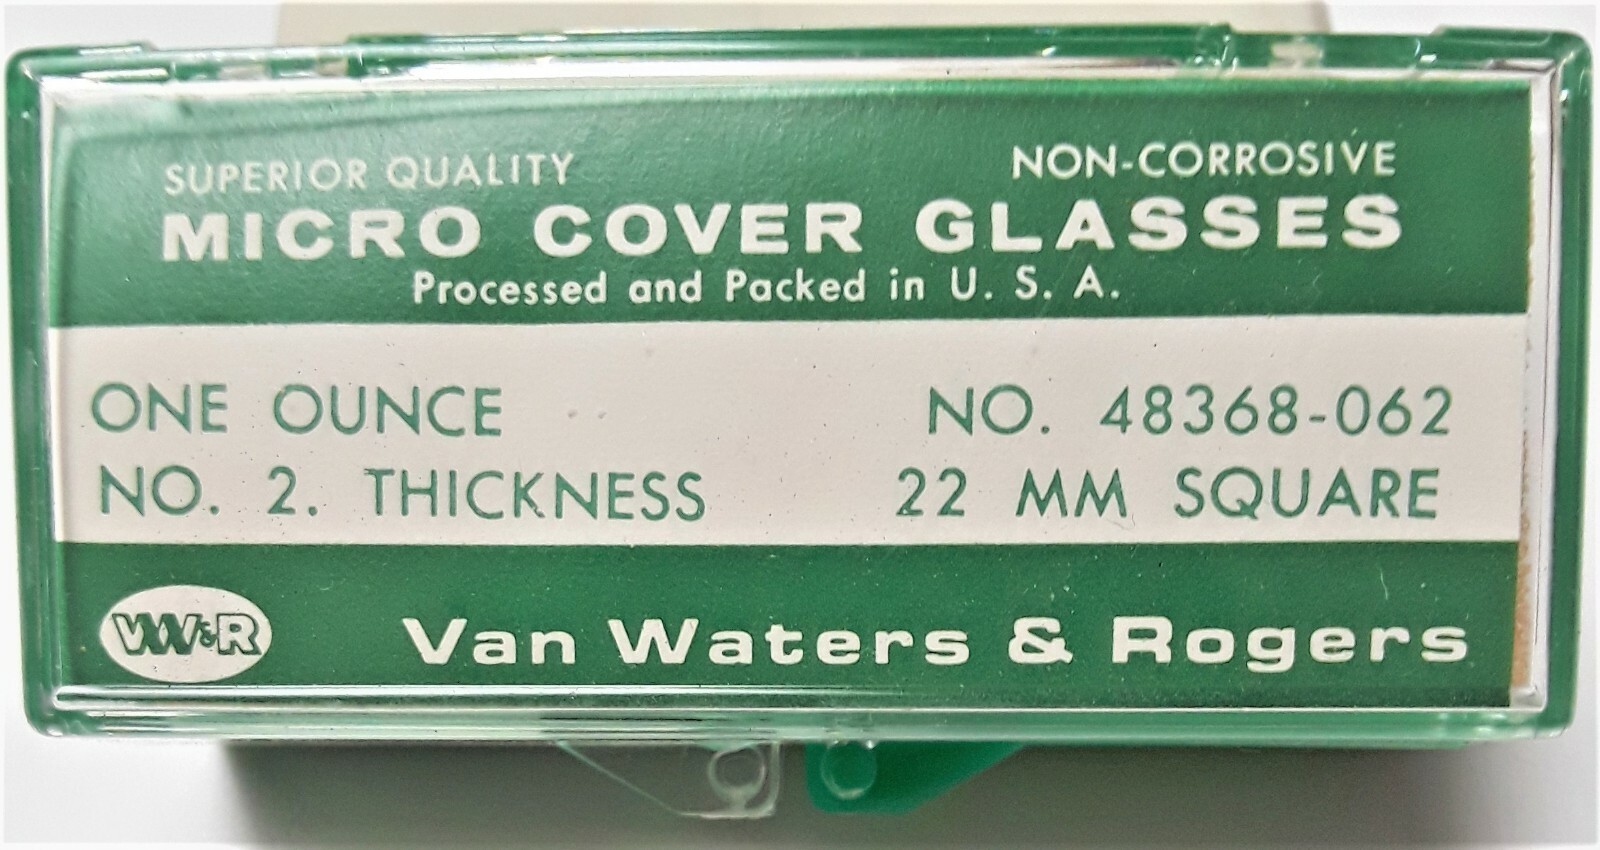 SUPERIOR QUALITY NON-CORROSIVE
MICRO COVER GLASSES
Processed and Packed in U. S. A.
ONE OUNCE NO. 48368-062
NO. 2. THICKNESS 22 MM SQUARE
VW&R Van Waters & Rogers